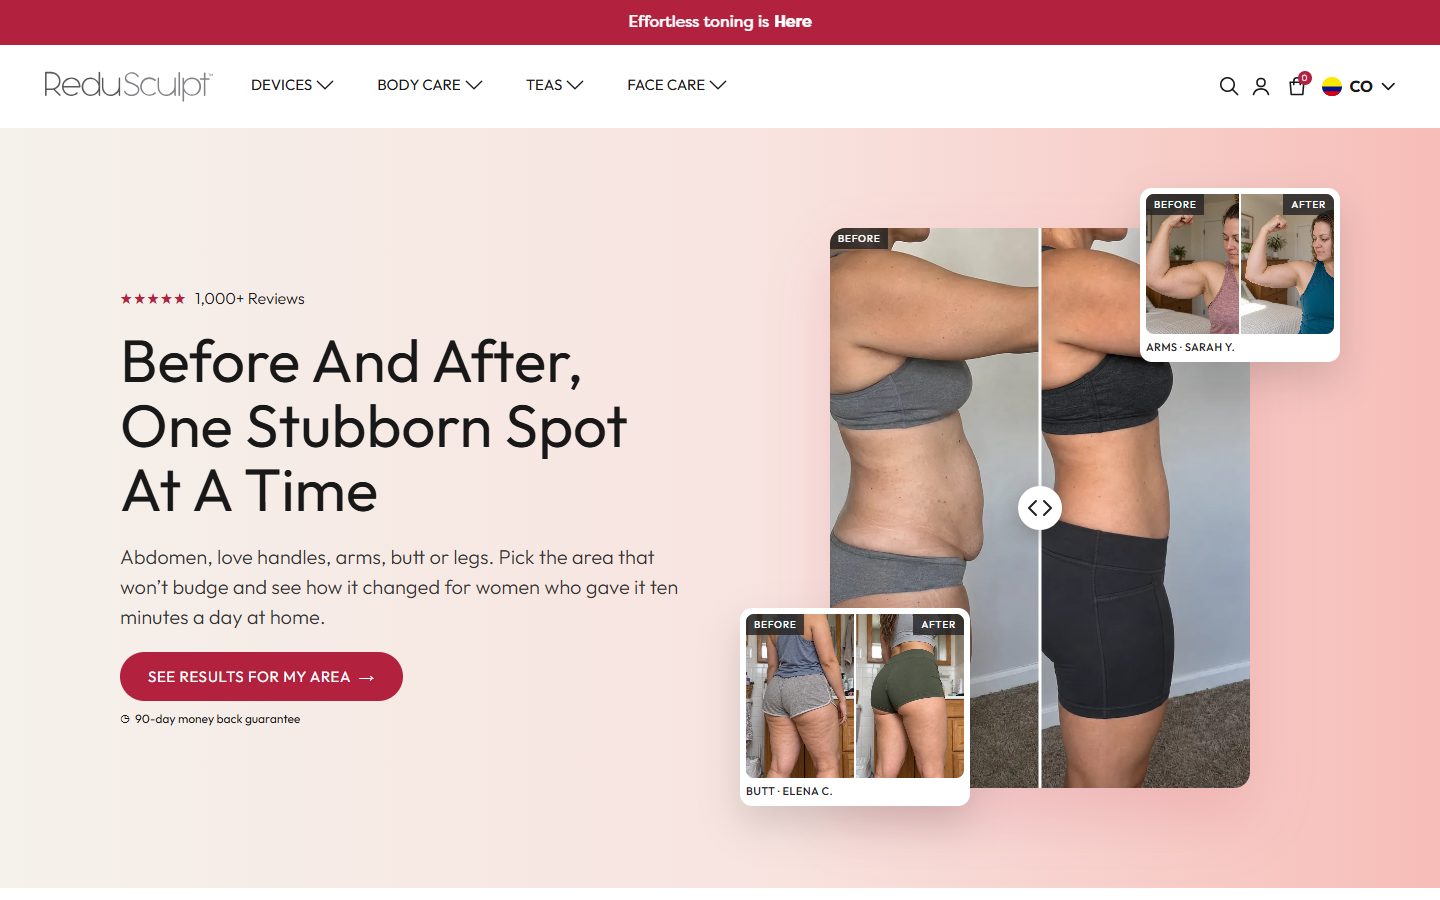 Effortless toning is Here
ReduSculpt™
DEVICES
BODY CARE
TEAS
FACE CARE
0
CO
★★★★★ 1,000+ Reviews
Before And After,
One Stubborn Spot
At A Time
Abdomen, love handles, arms, butt or legs. Pick the area that
won’t budge and see how it changed for women who gave it ten
minutes a day at home.
SEE RESULTS FOR MY AREA →
90-day money back guarantee
BEFORE
BEFORE
AFTER
ARMS · SARAH Y.
BEFORE
AFTER
BUTT · ELENA C.